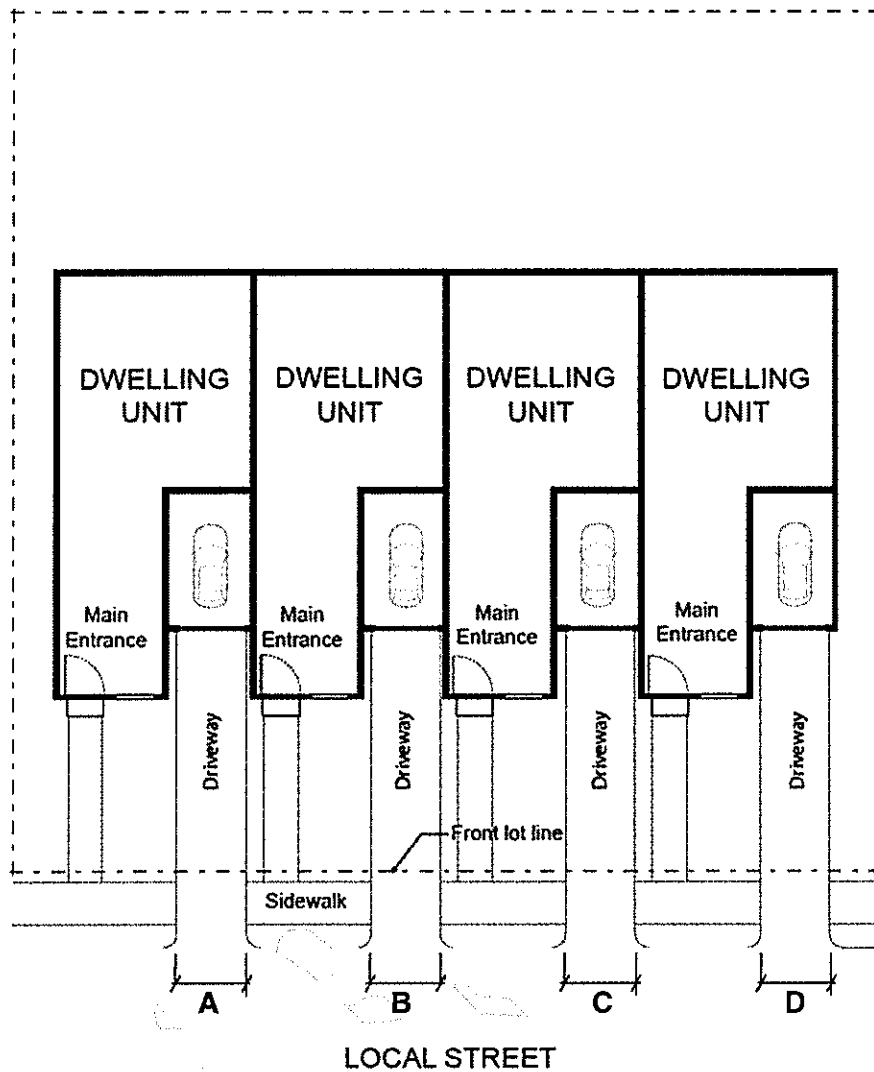 DWELLING UNIT
DWELLING UNIT
DWELLING UNIT
DWELLING UNIT
Main Entrance
Main Entrance
Main Entrance
Main Entrance
Driveway
Driveway
Driveway
Driveway
Front lot line
Sidewalk
A
B
C
D
LOCAL STREET